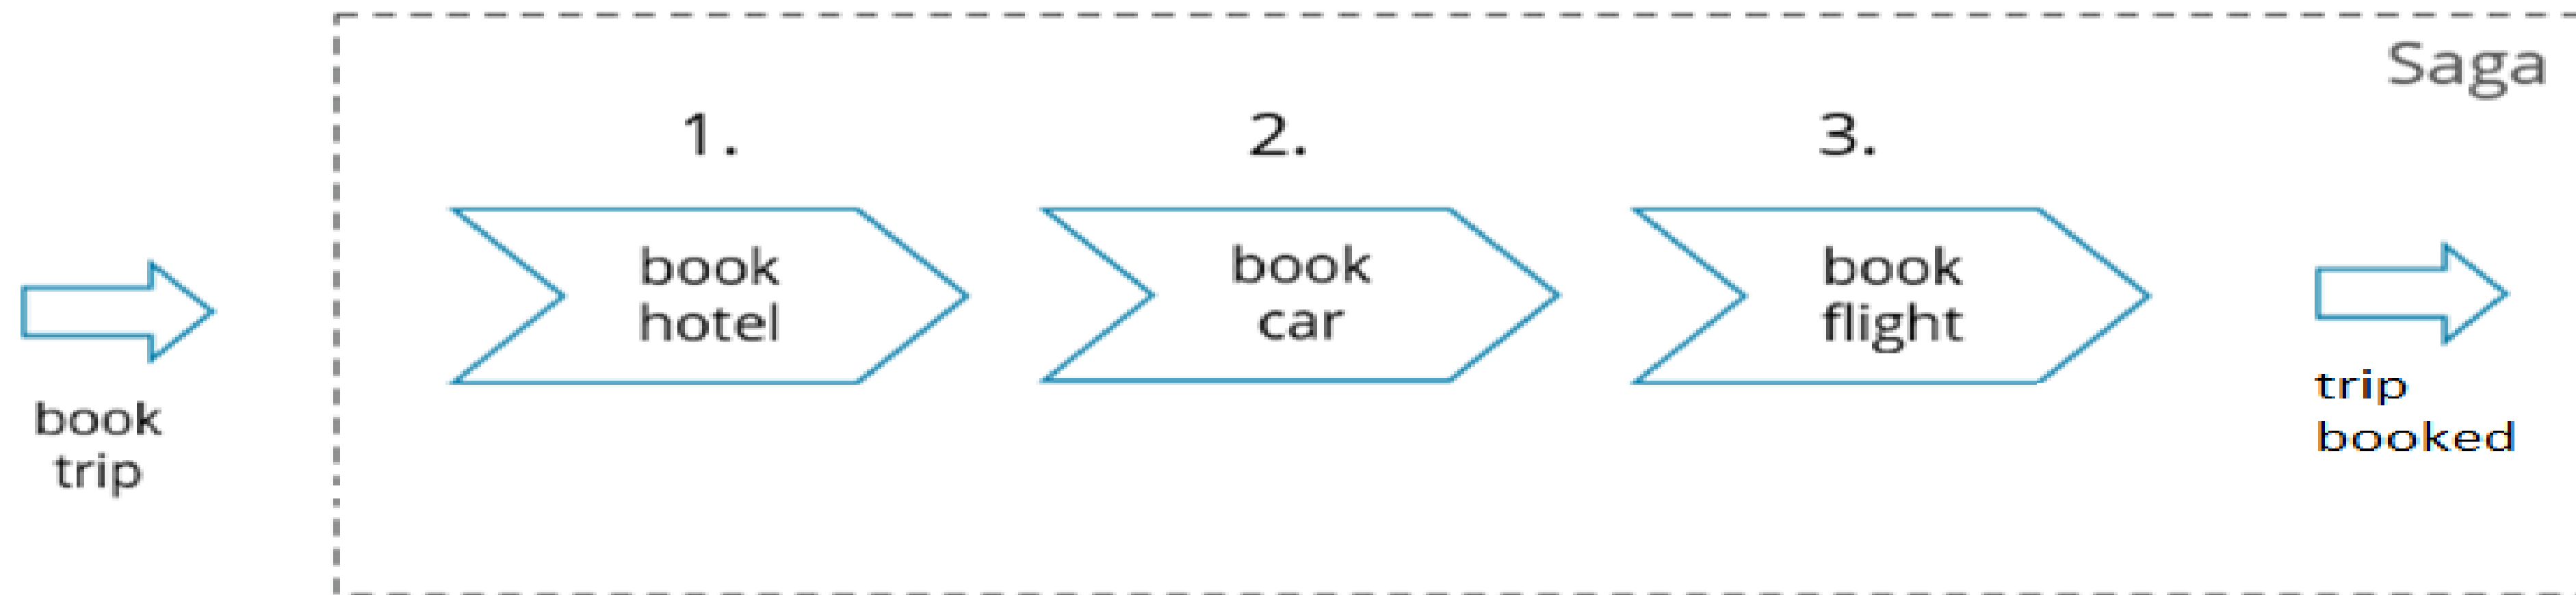 Saga
1.
2.
3.
book
hotel
book
car
book
flight
book
trip
trip
booked